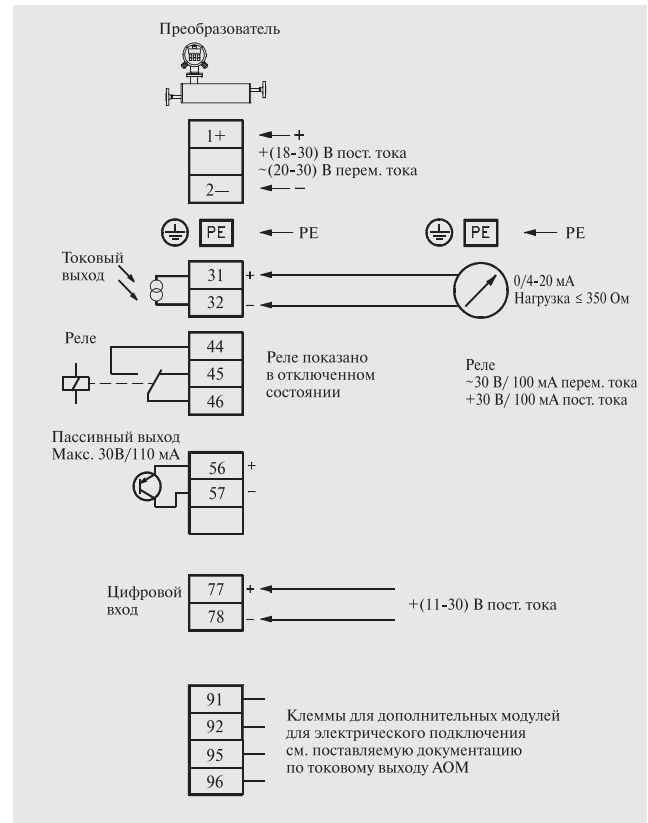 Преобразователь
1+
+
+(18-30) В пост. тока
~(20-30) В перем. тока
2—
–
PE
PE
PE
PE
Токовый
выход
31
+
32
–
0/4-20 мА
Нагрузка ≤ 350 Ом
Реле
44
45
46
Реле показано
в отключенном
состоянии
Реле
~30 В/ 100 мА перем. тока
+30 В/ 100 мА пост. тока
Пассивный выход
Макс. 30В/110 мА
56
+
57
–
Цифровой
вход
77
+
78
–
+(11-30) В пост. тока
91
92
95
96
Клеммы для дополнительных модулей
для электрического подключения
см. поставляемую документацию
по токовому выходу АОМ